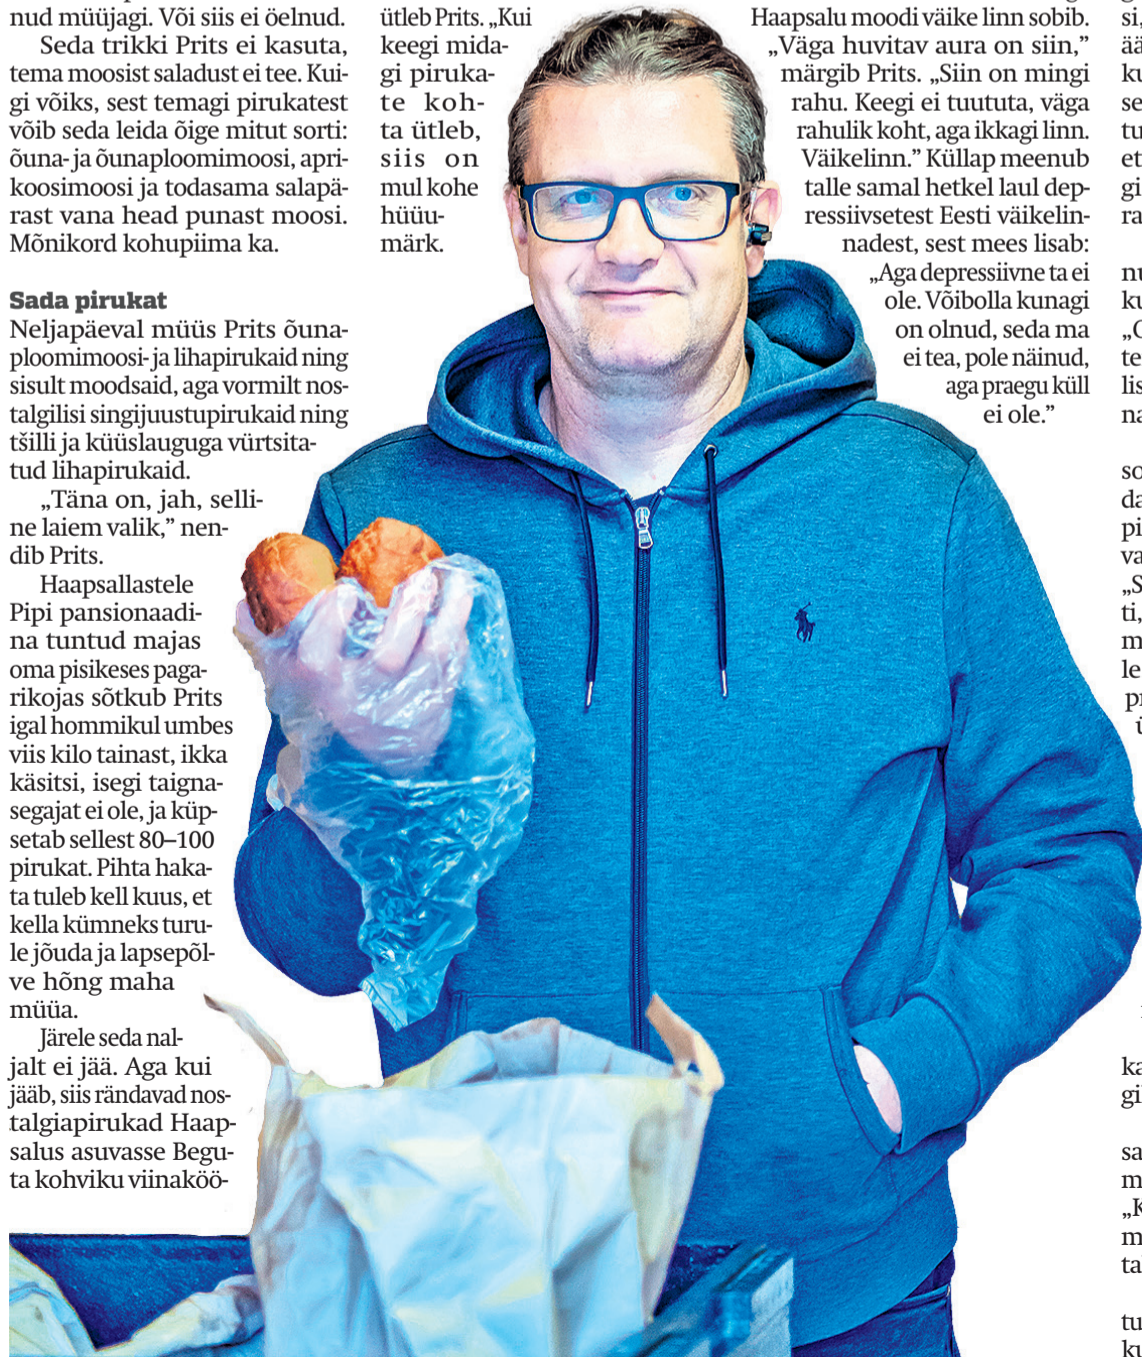 nud müüjagi. Või siis ei öelnud.
Seda trikki Prits ei kasuta,
tema moosist saladust ei tee. Kui-
gi võiks, sest temagi pirukatest
võib seda leida õige mitut sorti:
õuna- ja õunaploomimoosi, apri-
koosimoosi ja todasama salapä-
rast vana head punast moosi.
Mõnikord kohupiima ka.
Sada pirukat
Neljapäeval müüs Prits õuna-
ploomimoosi- ja lihapirukaid ning
sisult moodsaid, aga vormilt nos-
talgilisi singijuustupirukaid ning
tšilli ja küüslauguga vürtsita-
tud lihapirukaid.
„Täna on, jah, selli-
ne laiem valik,” nen-
dib Prits.
Haapsallastele
Pipi pansionaadi-
na tuntud majas
oma pisikeses paga-
rikojas sõtkub Prits
igal hommikul umbes
viis kilo tainast, ikka
käsitsi, isegi taigna-
segajat ei ole, ja küp-
setab sellest 80–100
pirukat. Pihta haka-
ta tuleb kell kuus, et
kella kümneks turu-
le jõuda ja lapsepõl-
ve hõng maha
müüa.
Järele seda nal-
jalt ei jää. Aga kui
jääb, siis rändavad nos-
talgiapirukad Haap-
salus asuvasse Begu-
ta kohviku viinaköö-
ütleb Prits. „Kui
keegi mida-
gi piruka-
te koh-
ta ütleb,
siis on
mul kohe
hüüu-
märk.
Haapsalu moodi väike linn sobib.
„Väga huvitav aura on siin,”
märgib Prits. „Siin on mingi
rahu. Keegi ei tuututa, väga
rahulik koht, aga ikkagi linn.
Väikelinn.” Küllap meenub
talle samal hetkel laul dep-
ressiivsetest Eesti väikelin-
nadest, sest mees lisab:
„Aga depressiivne ta ei
ole. Võibolla kunagi
on olnud, seda ma
ei tea, pole näinud,
aga praegu küll
ei ole.”